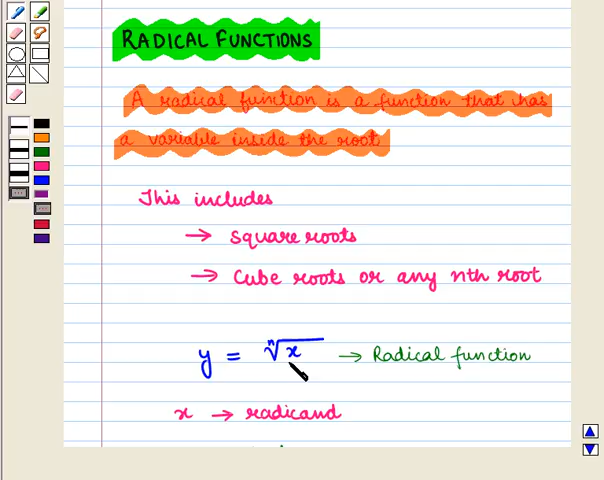 RADICAL FUNCTIONS
A radical function is a function that has
a variable inside the root.
This includes
→ square roots
→ Cube roots or any nth root
y = ⁿ√x → Radical function
x → radicand